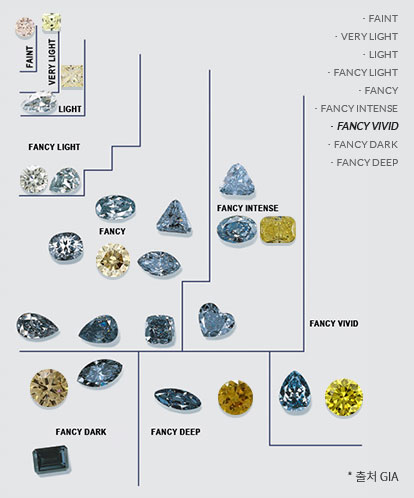 · FAINT
· VERY LIGHT
· LIGHT
· FANCY LIGHT
· FANCY
· FANCY INTENSE
· FANCY VIVID
· FANCY DARK
· FANCY DEEP
FAINT
VERY LIGHT
LIGHT
FANCY LIGHT
FANCY
FANCY INTENSE
FANCY VIVID
FANCY DARK
FANCY DEEP
* 출처 GIA